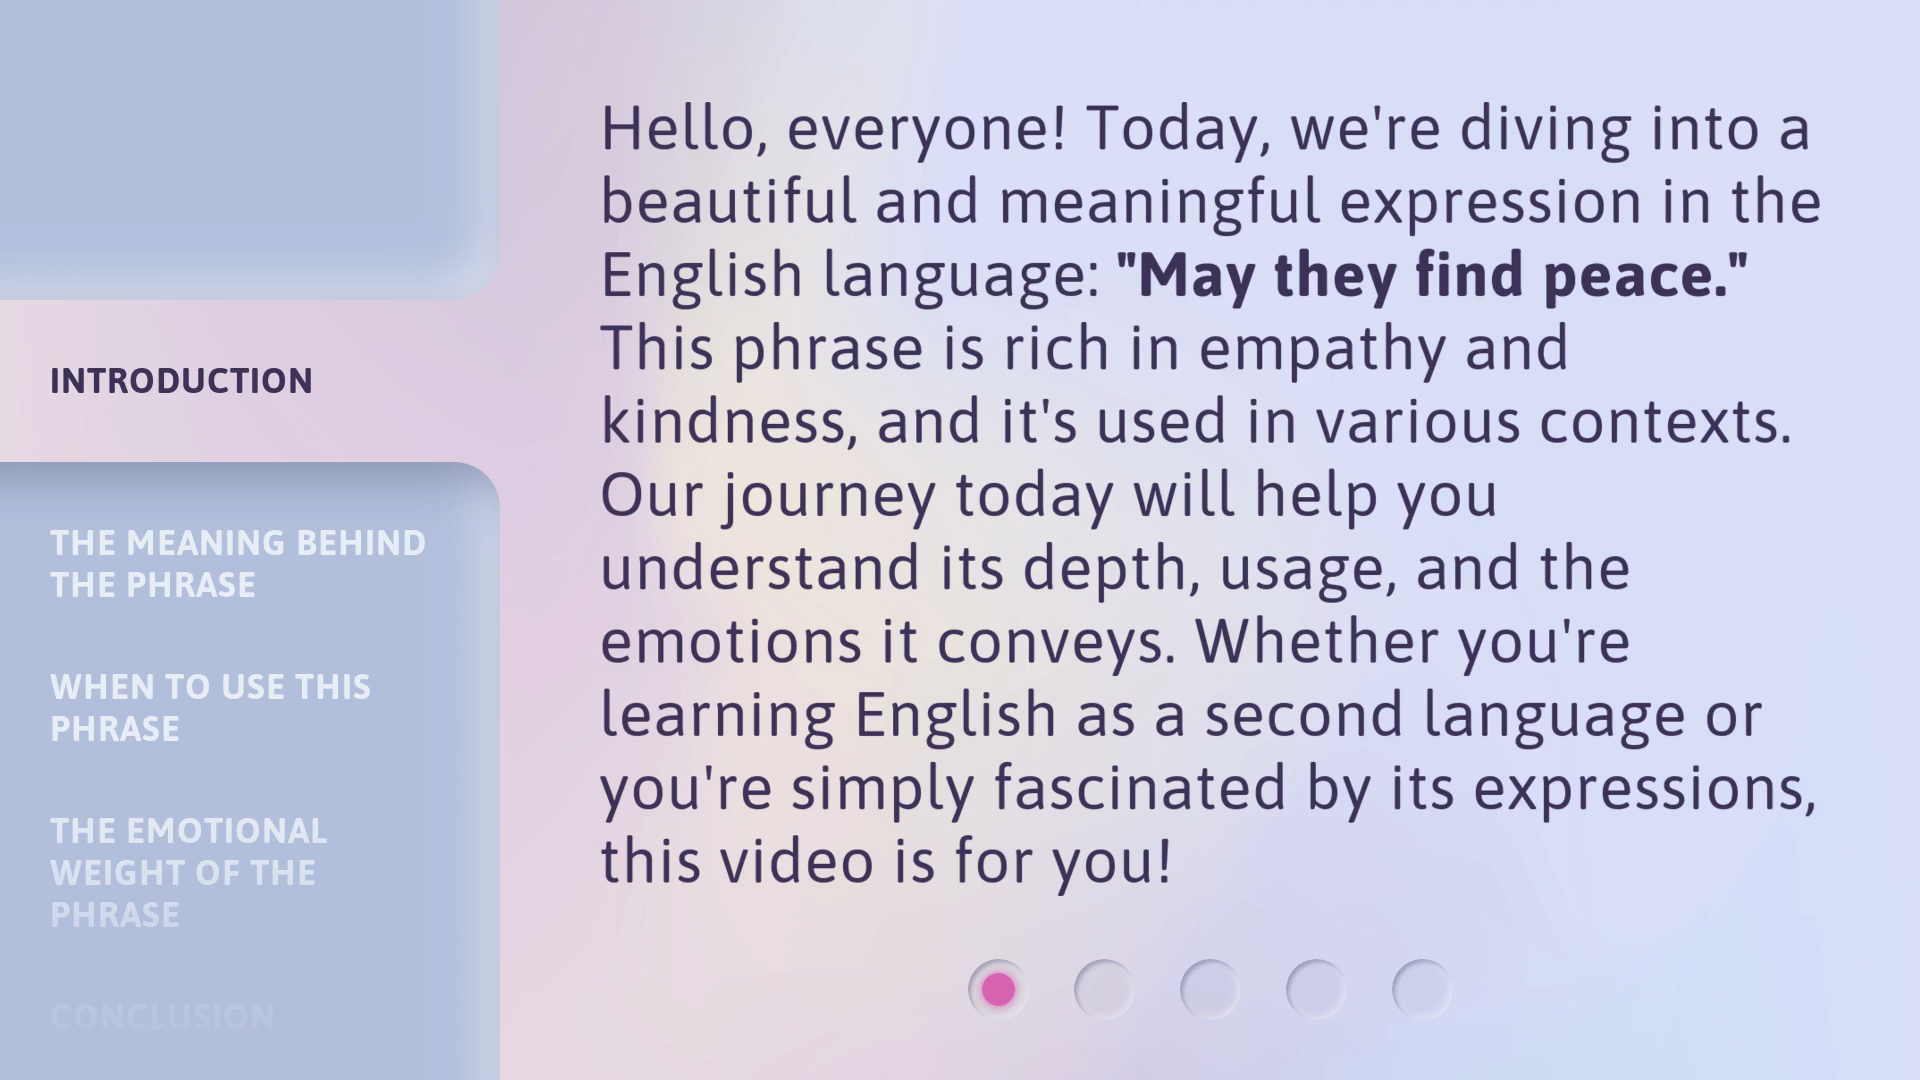 INTRODUCTION
THE MEANING BEHIND
THE PHRASE
WHEN TO USE THIS
PHRASE
THE EMOTIONAL
WEIGHT OF THE
PHRASE
CONCLUSION
Hello, everyone! Today, we're diving into a
beautiful and meaningful expression in the
English language: "May they find peace."
This phrase is rich in empathy and
kindness, and it's used in various contexts.
Our journey today will help you
understand its depth, usage, and the
emotions it conveys. Whether you're
learning English as a second language or
you're simply fascinated by its expressions,
this video is for you!